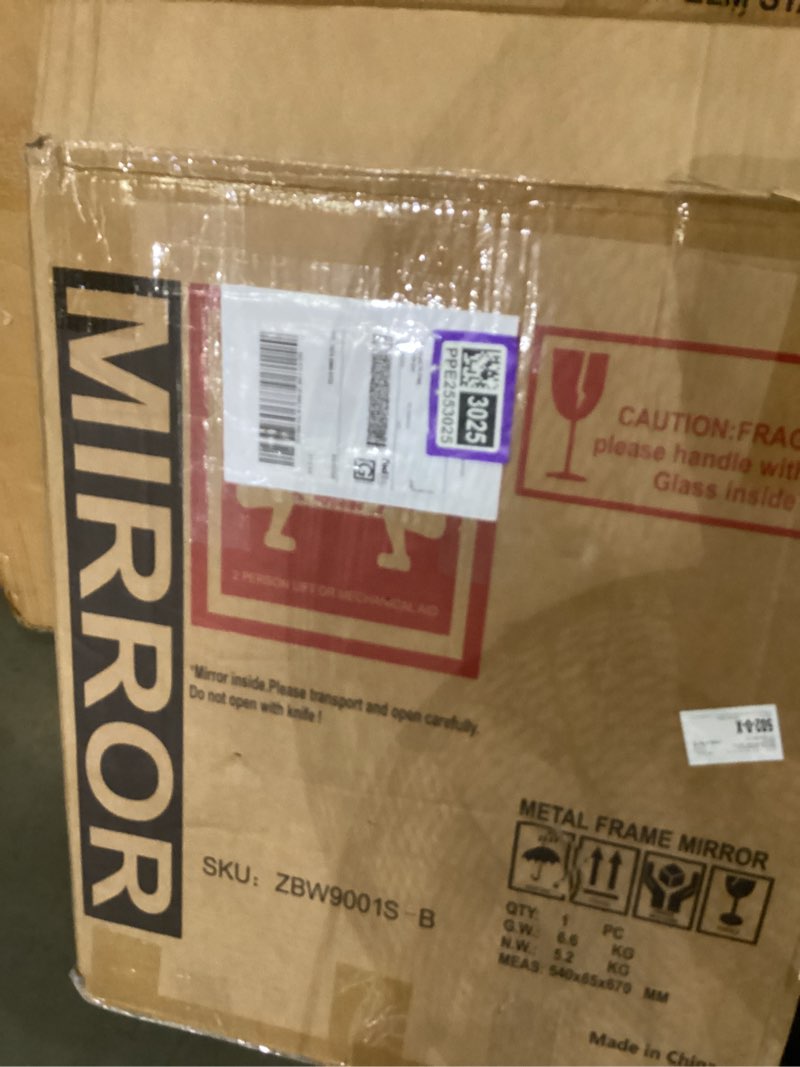 MIRROR
PPE2553025
3025
CAUTION:FRAG
please handle with
Glass inside
2 PERSON LIFT OR MECHANICAL AID
"Mirror inside.Please transport and open carefully.
Do not open with knife !
SKU: ZBW9001S-B
METAL FRAME MIRROR
QTY: 1 PC
G.W.: 6.6 KG
N.W.: 5.2 KG
MEAS: 540x65x670 MM
Made in China